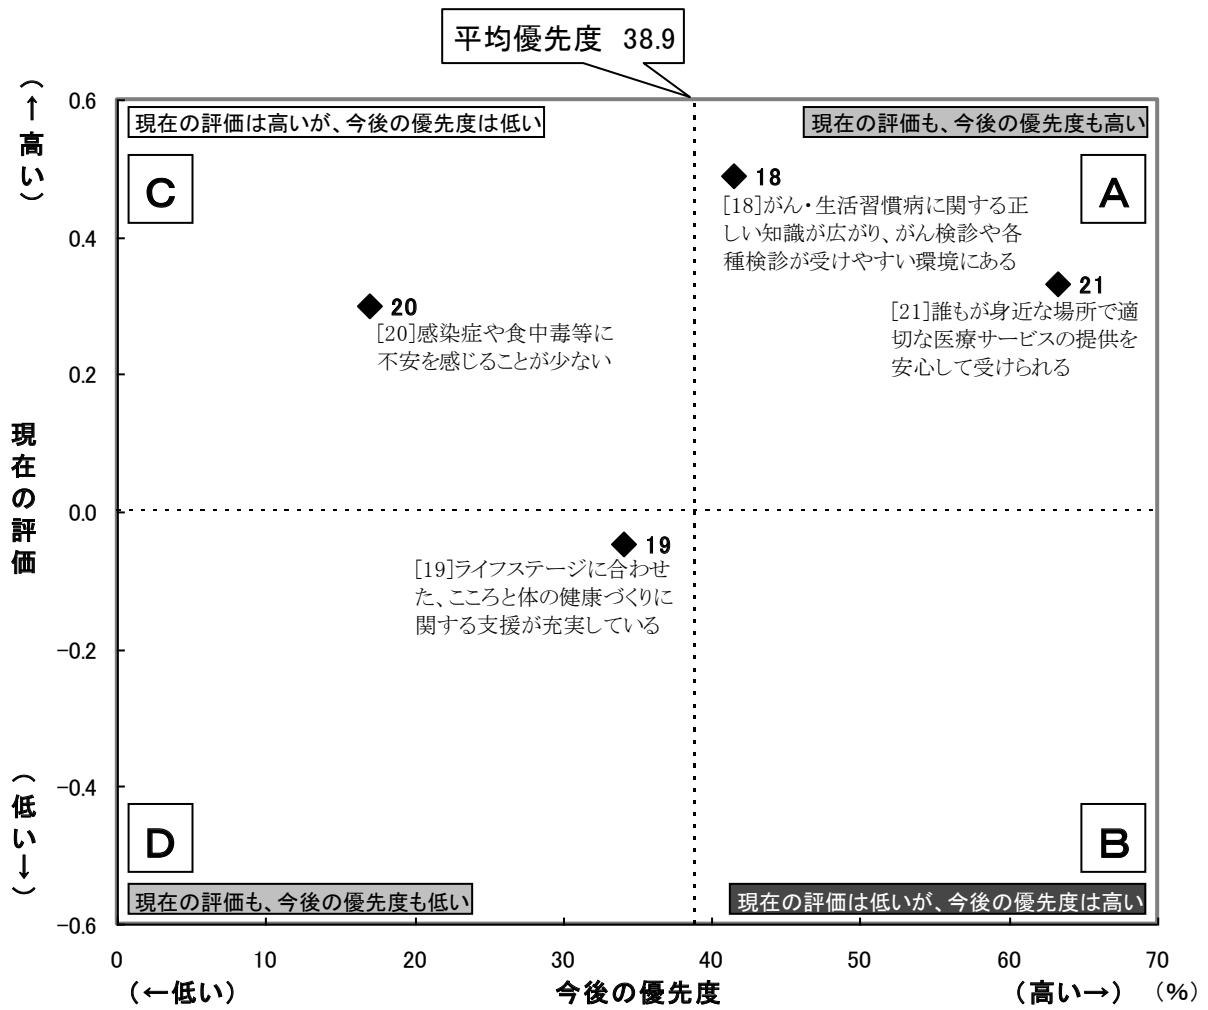 平均優先度 38.9
(←高い)
現在の評価
(低い→)
0.6
0.4
0.2
0.0
−0.2
−0.4
−0.6
現在の評価は高いが、今後の優先度は低い
現在の評価も、今後の優先度も高い
C
A
18
[18]がん・生活習慣病に関する正
しい知識が広がり、がん検診や各
種検診が受けやすい環境にある
21
[21]誰もが身近な場所で適
切な医療サービスの提供を
安心して受けられる
20
[20]感染症や食中毒等に
不安を感じることが少ない
19
[19]ライフステージに合わせ
た、こころと体の健康づくりに
関する支援が充実している
D
B
現在の評価も、今後の優先度も低い
現在の評価は低いが、今後の優先度は高い
0 10 20 30 40 50 60 70
(←低い) 今後の優先度 (高い→) (%)